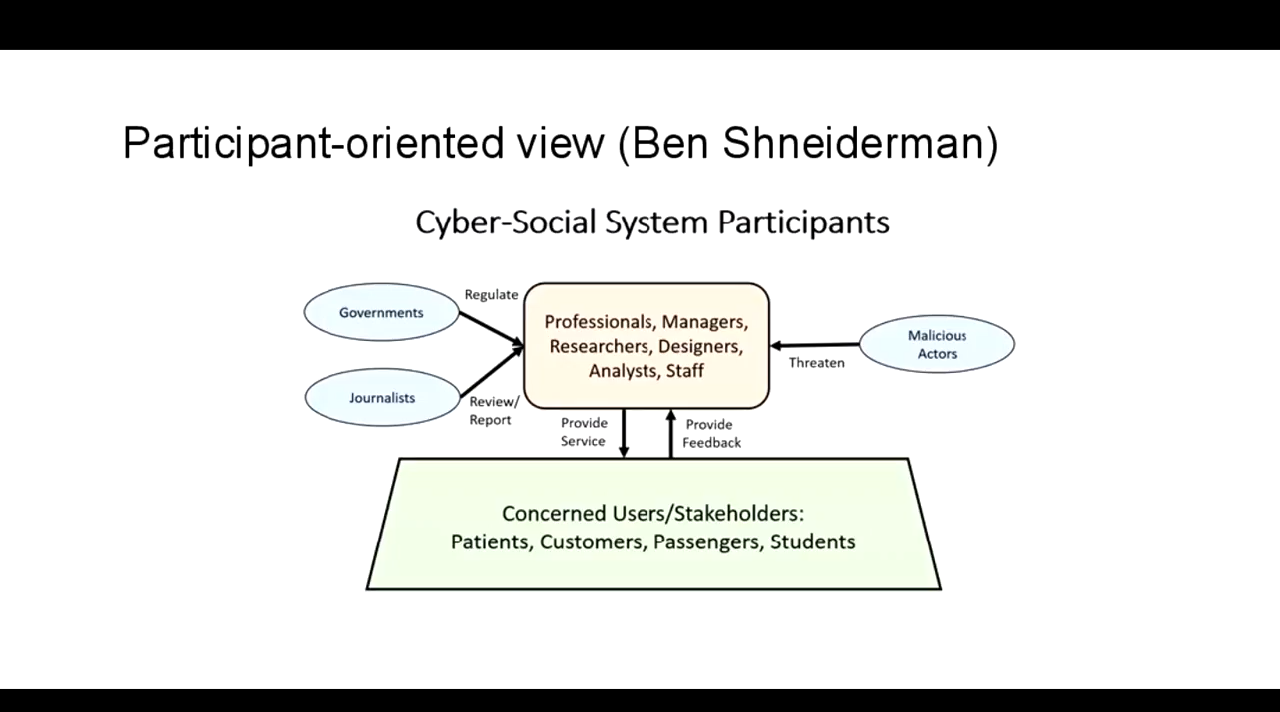 Participant-oriented view (Ben Shneiderman)
Cyber-Social System Participants
Governments
Regulate
Journalists
Review/
Report
Professionals, Managers,
Researchers, Designers,
Analysts, Staff
Threaten
Malicious
Actors
Provide
Service
Provide
Feedback
Concerned Users/Stakeholders:
Patients, Customers, Passengers, Students